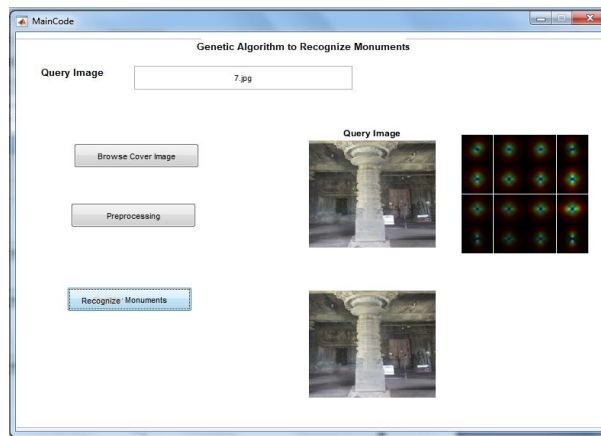 MainCode
Genetic Algorithm to Recognize Monuments
Query Image
7.jpg
Query Image
Browse Cover Image
Preprocessing
Recognize Monuments